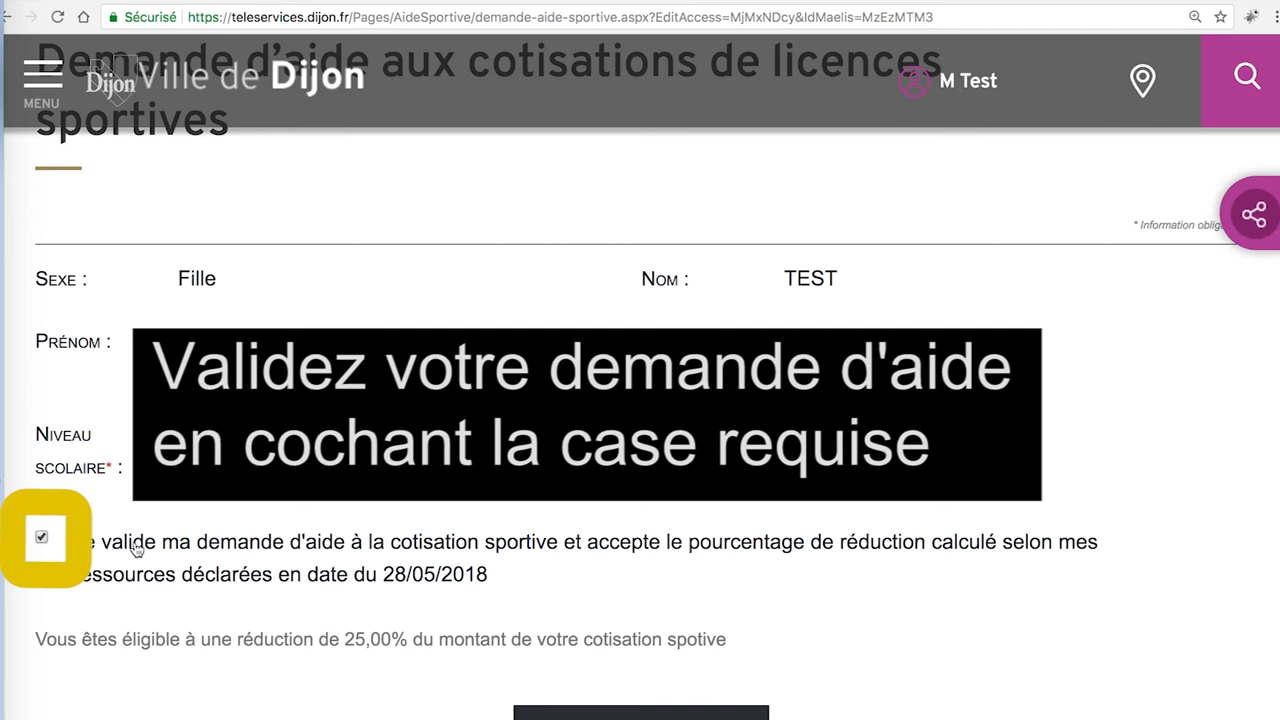 Sécurisé https://teleservices.dijon.fr/Pages/AideSportive/demande-aide-sportive.aspx?EditAccess=MjMxNDcy&IdMaelis=MzEzMTM3
Demande d'aide aux cotisations de licences
sportives
MENU
Dijon
Ville de Dijon
M Test
* Information oblig
Sexe : Fille Nom : TEST
Prénom :
Validez votre demande d'aide
en cochant la case requise
Niveau
scolaire* :
valide ma demande d'aide à la cotisation sportive et accepte le pourcentage de réduction calculé selon mes
essources déclarées en date du 28/05/2018
Vous êtes éligible à une réduction de 25,00% du montant de votre cotisation spotive